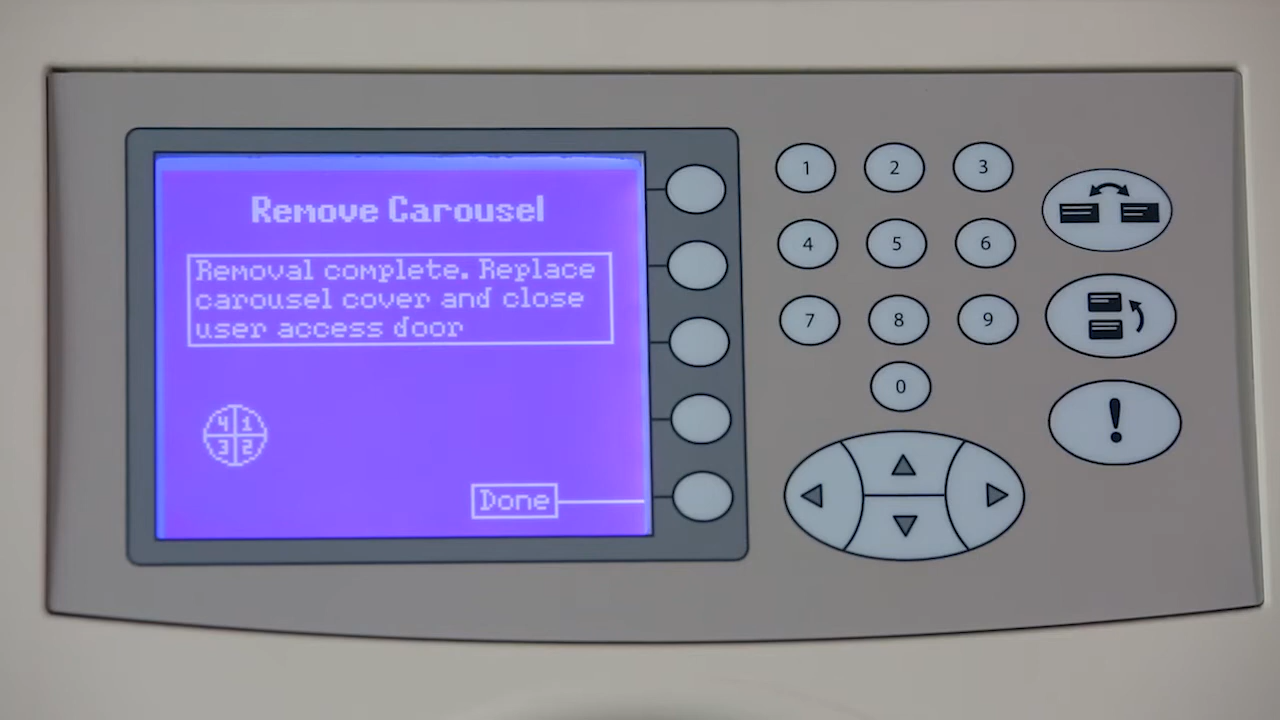 Remove Carousel
Removal complete. Replace
carousel cover and close
user access door
4 1
3 2
Done
1 2 3
4 5 6
7 8 9
0
!